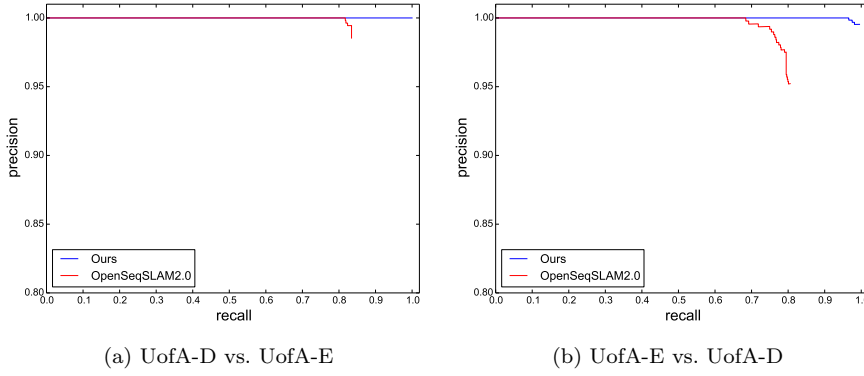 1.00
0.95
0.90
0.85
0.80
precision
0.0 0.1 0.2 0.3 0.4 0.5 0.6 0.7 0.8 0.9 1.0
recall
Ours
OpenSeqSLAM2.0
(a) UofA-D vs. UofA-E
1.00
0.95
0.90
0.85
0.80
precision
0.0 0.1 0.2 0.3 0.4 0.5 0.6 0.7 0.8 0.9
recall
Ours
OpenSeqSLAM2.0
(b) UofA-E vs. UofA-D